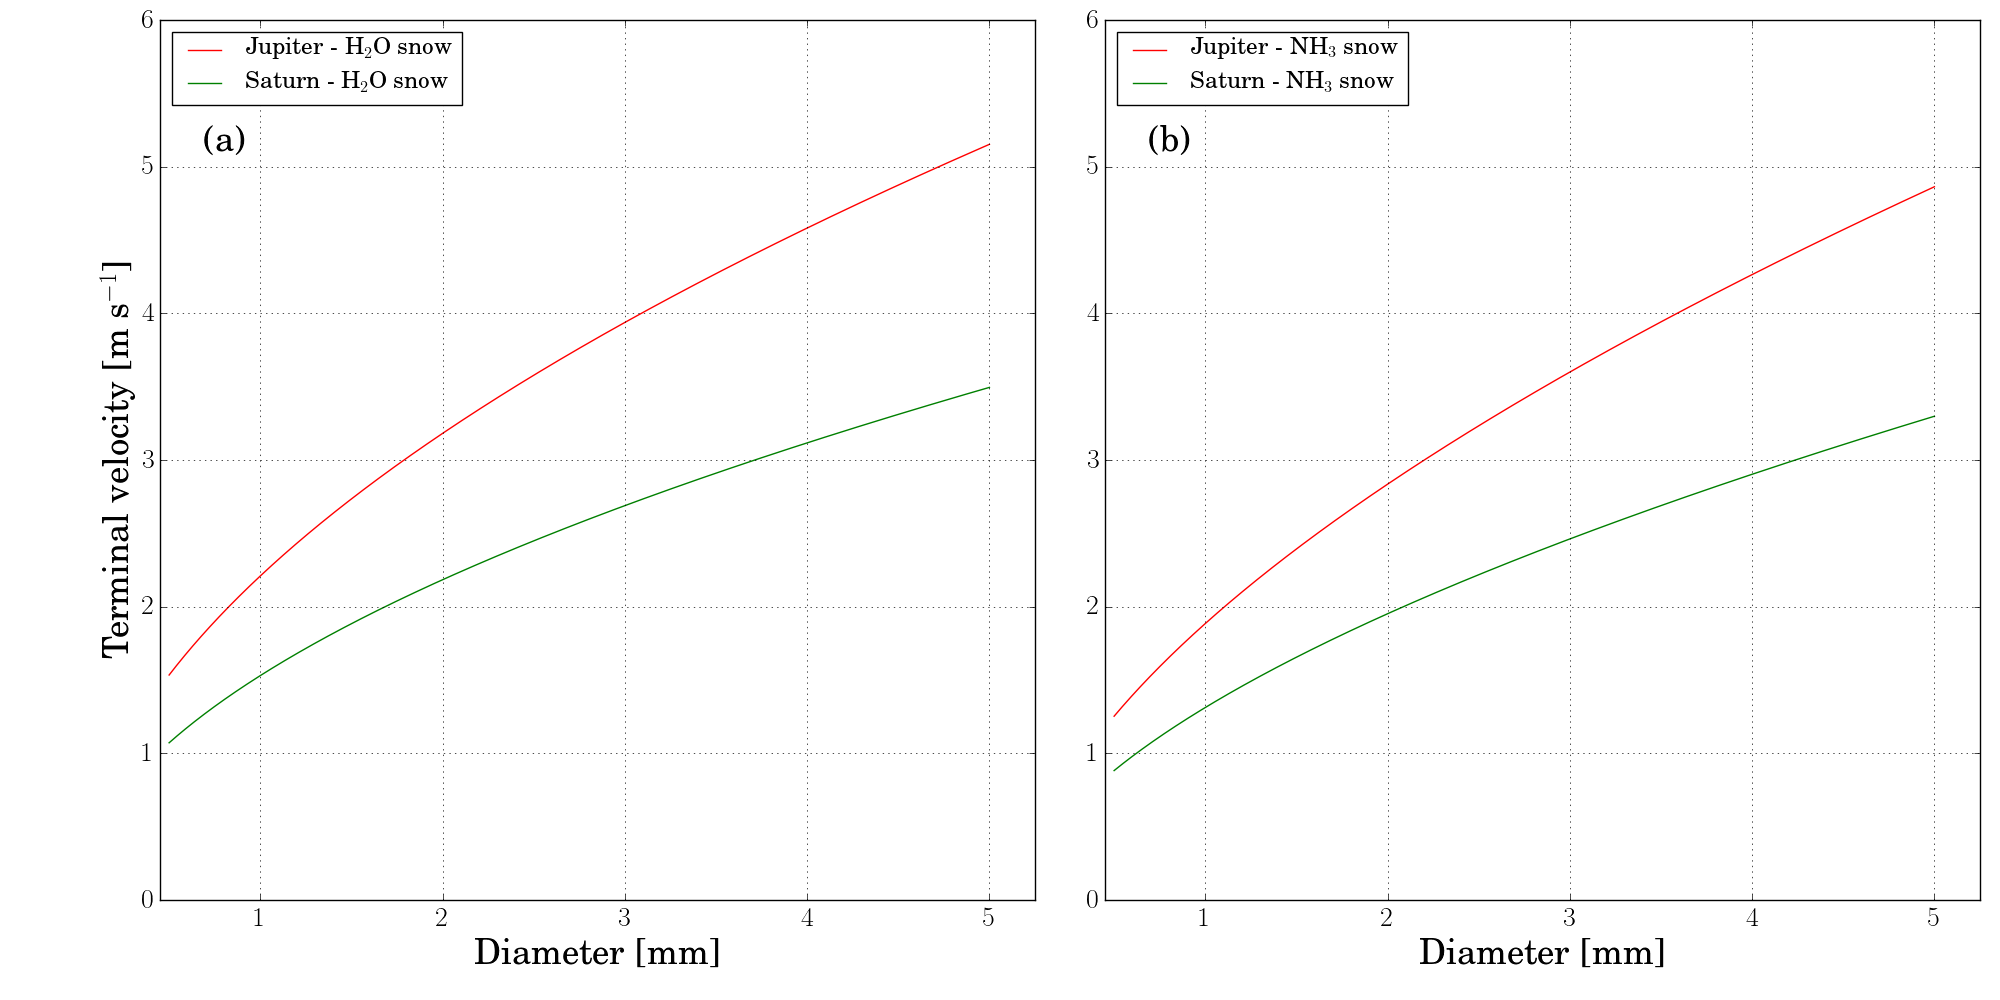 6
5
4
3
2
1
0
Terminal velocity [m s⁻¹]
Jupiter - H₂O snow
Saturn - H₂O snow
(a)
1 2 3 4 5
Diameter [mm]
6
5
4
3
2
1
0
Jupiter - NH₃ snow
Saturn - NH₃ snow
(b)
1 2 3 4 5
Diameter [mm]